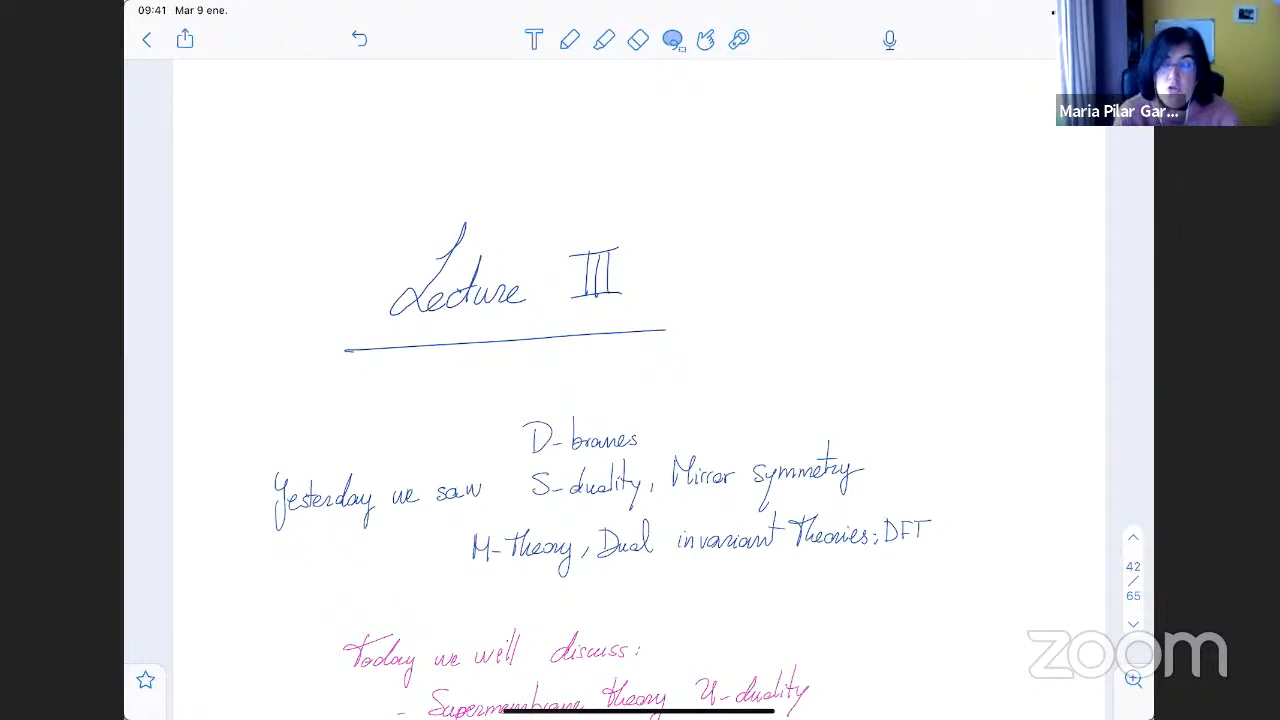 09:41 Mar 9 ene.
Maria Pilar Gar...
Lecture III
D-branes
Yesterday we saw S-duality, Mirror symmetry
M-Theory, Dual invariant Theories; DFT
42
/
65
Today we will discuss:
- Supermembrane theory U-duality
zoom